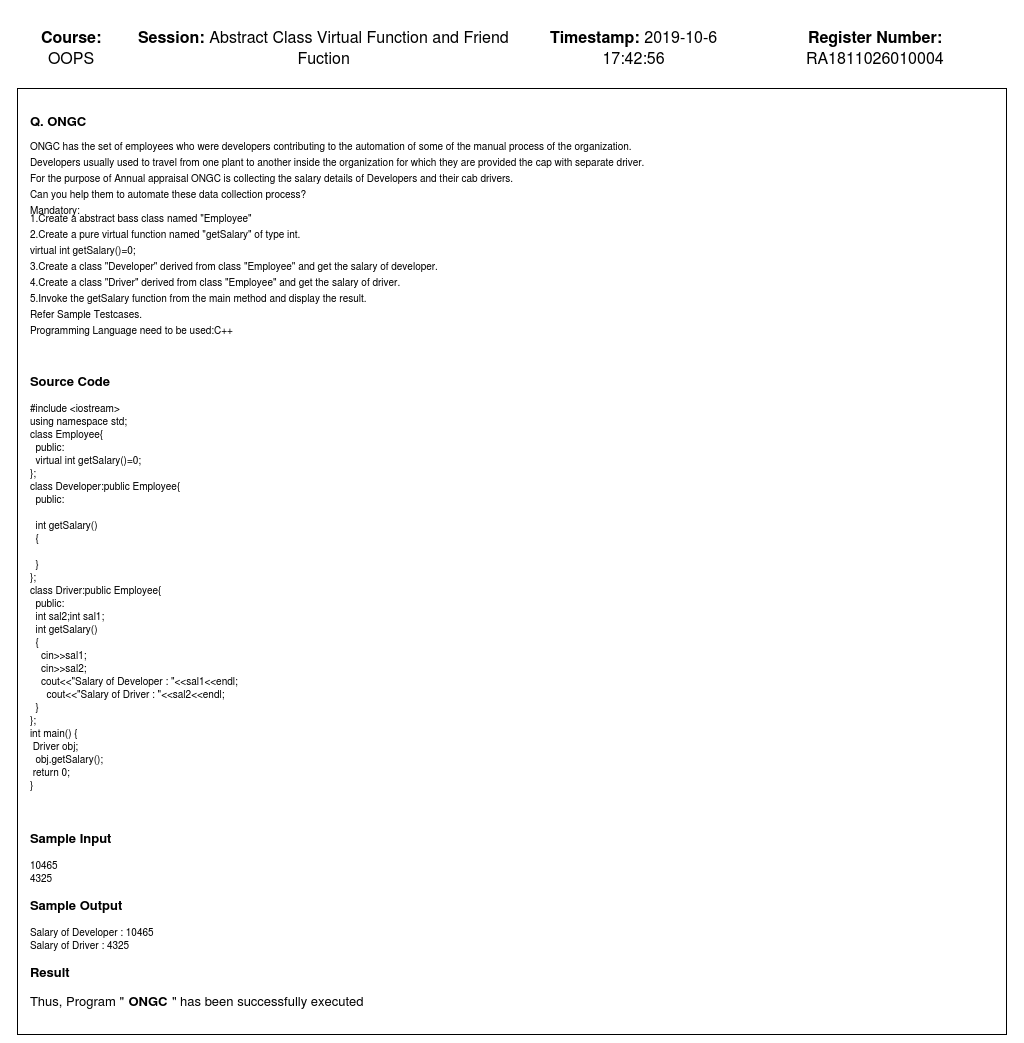 Course:
OOPS
Session: Abstract Class Virtual Function and Friend
Fuction
Timestamp: 2019-10-6
17:42:56
Register Number:
RA1811026010004
Q. ONGC
ONGC has the set of employees who were developers contributing to the automation of some of the manual process of the organization.
Developers usually used to travel from one plant to another inside the organization for which they are provided the cap with separate driver.
For the purpose of Annual appraisal ONGC is collecting the salary details of Developers and their cab drivers.
Can you help them to automate these data collection process?
Mandatory:
1.Create a abstract bass class named "Employee"
2.Create a pure virtual function named "getSalary" of type int.
virtual int getSalary()=0;
3.Create a class "Developer" derived from class "Employee" and get the salary of developer.
4.Create a class "Driver" derived from class "Employee" and get the salary of driver.
5.Invoke the getSalary function from the main method and display the result.
Refer Sample Testcases.
Programming Language need to be used:C++
Source Code
#include <iostream>
using namespace std;
class Employee{
public:
virtual int getSalary()=0;
};
class Developer:public Employee{
public:
int getSalary()
{
}
};
class Driver:public Employee{
public:
int sal2;int sal1;
int getSalary()
{
cin>>sal1;
cin>>sal2;
cout<<"Salary of Developer : "<<sal1<<endl;
cout<<"Salary of Driver : "<<sal2<<endl;
}
};
int main() {
Driver obj;
obj.getSalary();
return 0;
}
Sample Input
10465
4325
Sample Output
Salary of Developer : 10465
Salary of Driver : 4325
Result
Thus, Program " ONGC " has been successfully executed